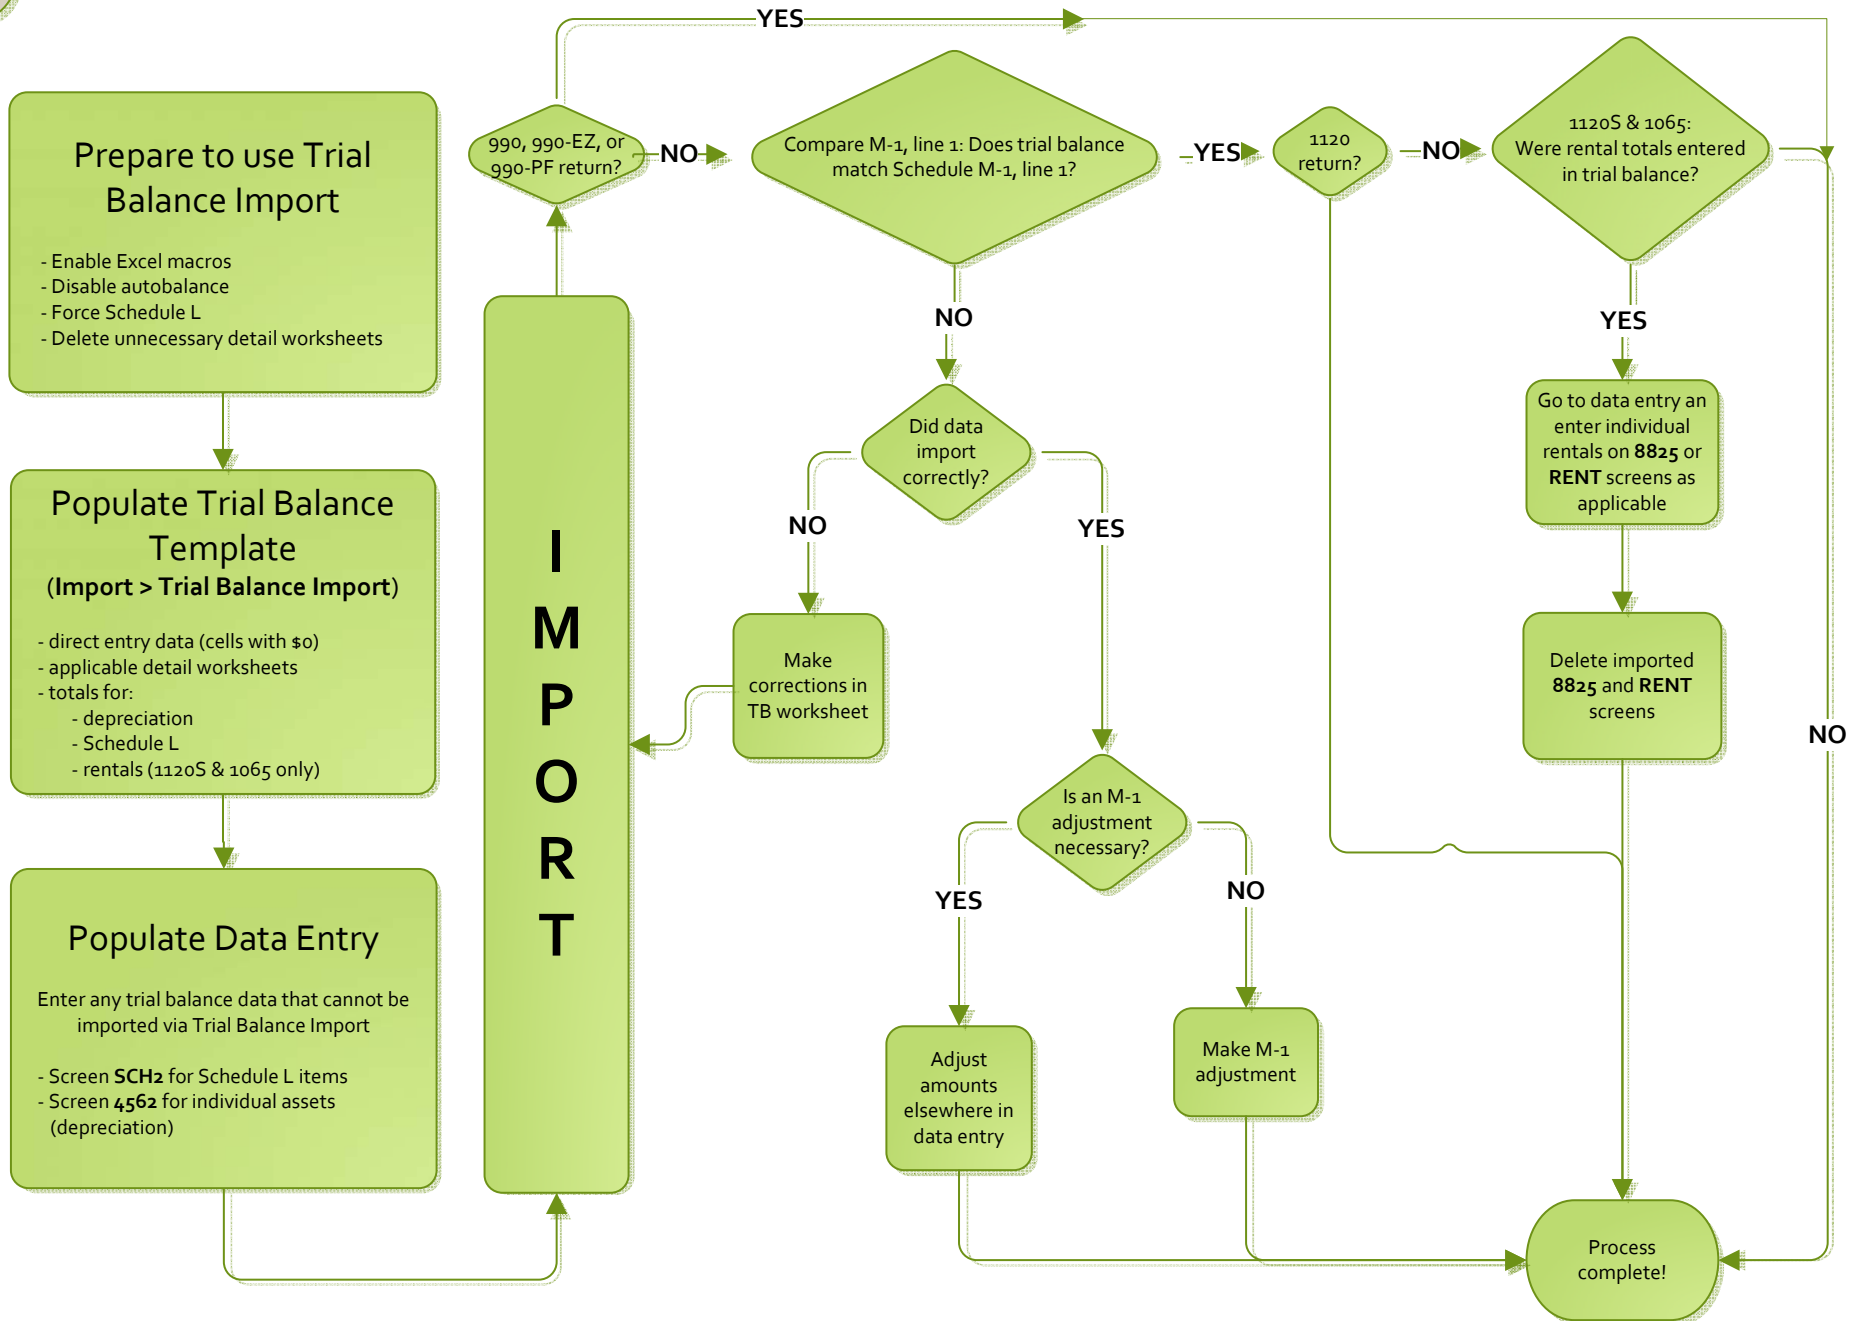 Prepare to use Trial
Balance Import
- Enable Excel macros
- Disable autobalance
- Force Schedule L
- Delete unnecessary detail worksheets
Populate Trial Balance
Template
(Import > Trial Balance Import)
- direct entry data (cells with $0)
- applicable detail worksheets
- totals for:
- depreciation
- Schedule L
- rentals (1120S & 1065 only)
Populate Data Entry
Enter any trial balance data that cannot be
imported via Trial Balance Import
- Screen SCH2 for Schedule L items
- Screen 4562 for individual assets
(depreciation)
I
M
P
O
R
T
990, 990-EZ, or
990-PF return?
YES
NO
Compare M-1, line 1: Does trial balance
match Schedule M-1, line 1?
YES
NO
1120
return?
NO
1120S & 1065:
Were rental totals entered
in trial balance?
YES
NO
Go to data entry an
enter individual
rentals on 8825 or
RENT screens as
applicable
Delete imported
8825 and RENT
screens
Did data
import
correctly?
NO
YES
Make
corrections in
TB worksheet
Is an M-1
adjustment
necessary?
YES
NO
Adjust
amounts
elsewhere in
data entry
Make M-1
adjustment
Process
complete!